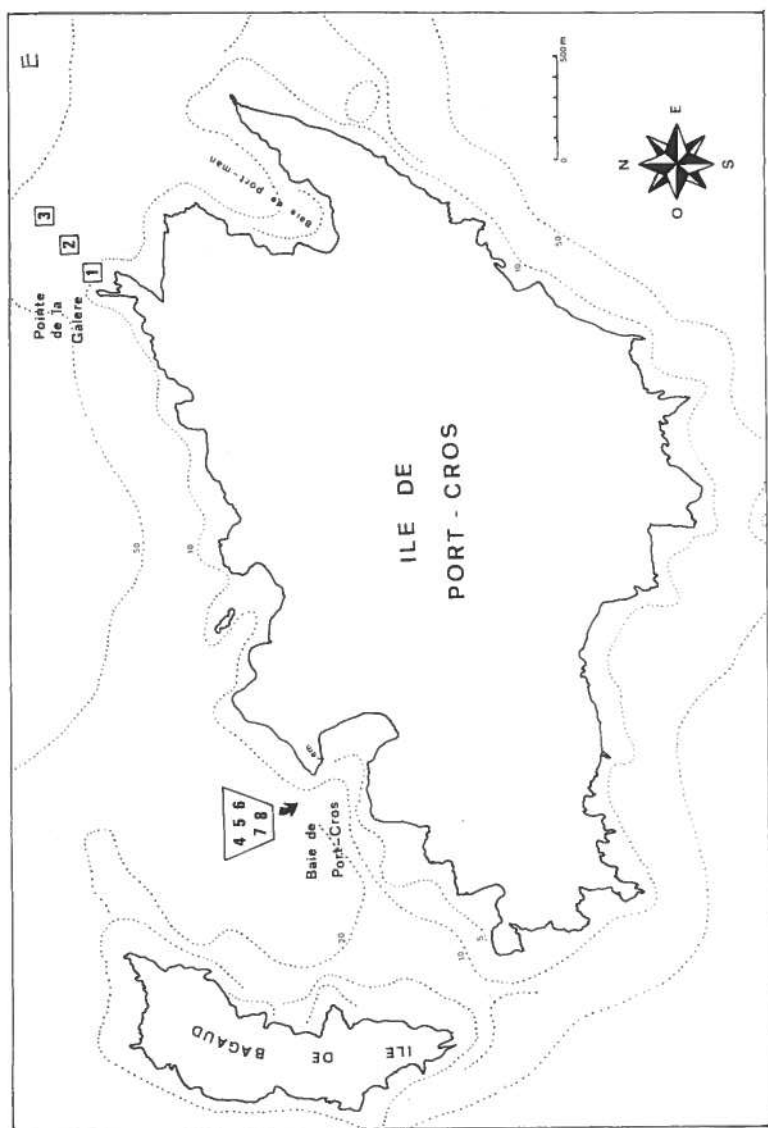 E
3
2
1
Pointe
de la
Galere
Baie de port-man
500 m
0
N
E
S
O
50
10
50
10
ILE DE
PORT - CROS
4 5 6
7 8
Baie de
Port-Cros
20
10
5
ILE DE BAGAUD